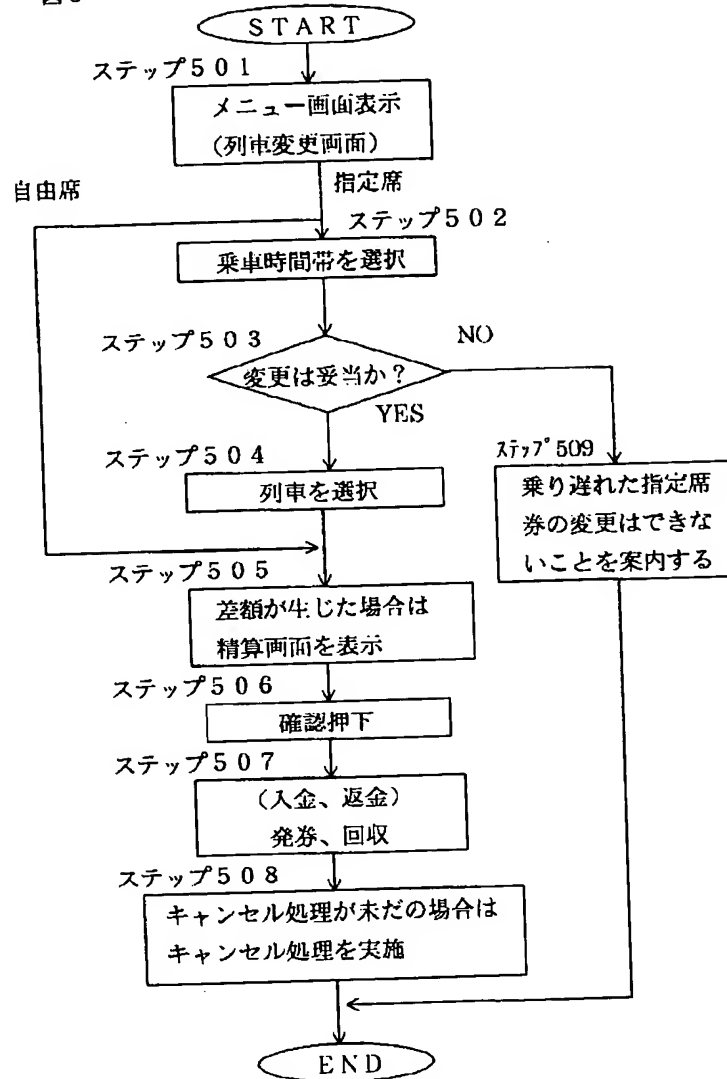 START
ステップ501
メニュー画面表示
(列車変更画面)
自由席
指定席
ステップ502
乗車時間帯を選択
ステップ503
NO
変更は妥当か?
YES
ステップ504
列車を選択
ステップ509
乗り遅れた指定席
券の変更はできな
いことを案内する
ステップ505
差額が生じた場合は
精算画面を表示
ステップ506
確認押下
ステップ507
(入金、返金)
発券、回収
ステップ508
キャンセル処理が未だの場合は
キャンセル処理を実施
END